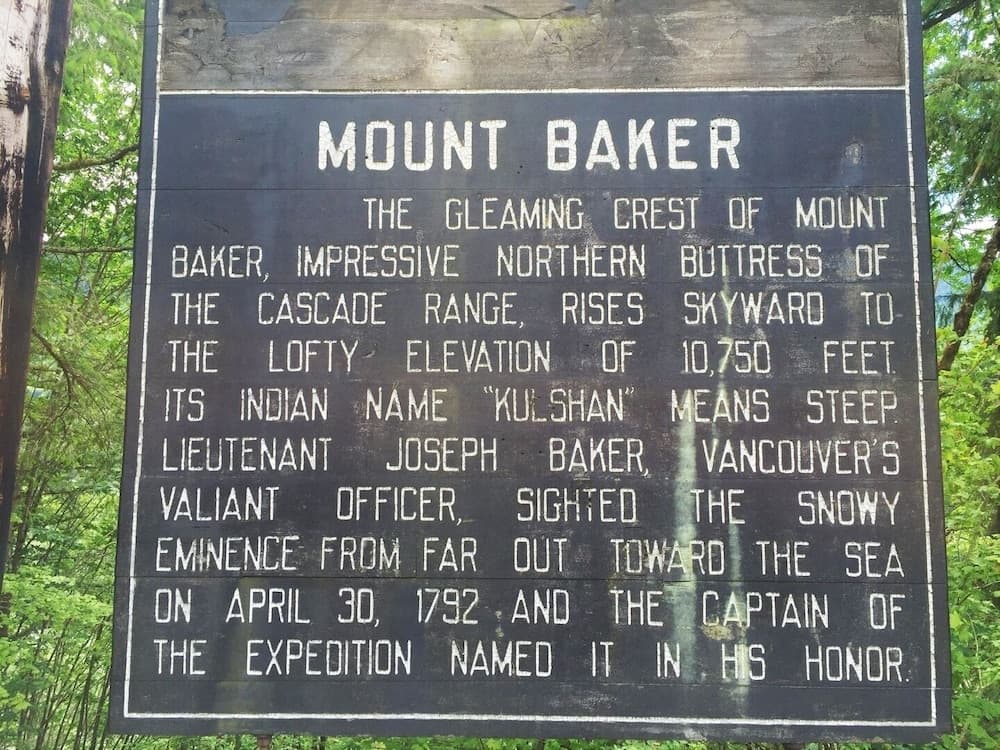 MOUNT BAKER
THE GLEAMING CREST OF MOUNT
BAKER, IMPRESSIVE NORTHERN BUTTRESS OF
THE CASCADE RANGE, RISES SKYWARD TO
THE LOFTY ELEVATION OF 10,750 FEET.
ITS INDIAN NAME "KULSHAN" MEANS STEEP.
LIEUTENANT JOSEPH BAKER, VANCOUVER'S
VALIANT OFFICER, SIGHTED THE SNOWY
EMINENCE FROM FAR OUT TOWARD THE SEA
ON APRIL 30, 1792 AND THE CAPTAIN OF
THE EXPEDITION NAMED IT IN HIS HONOR.